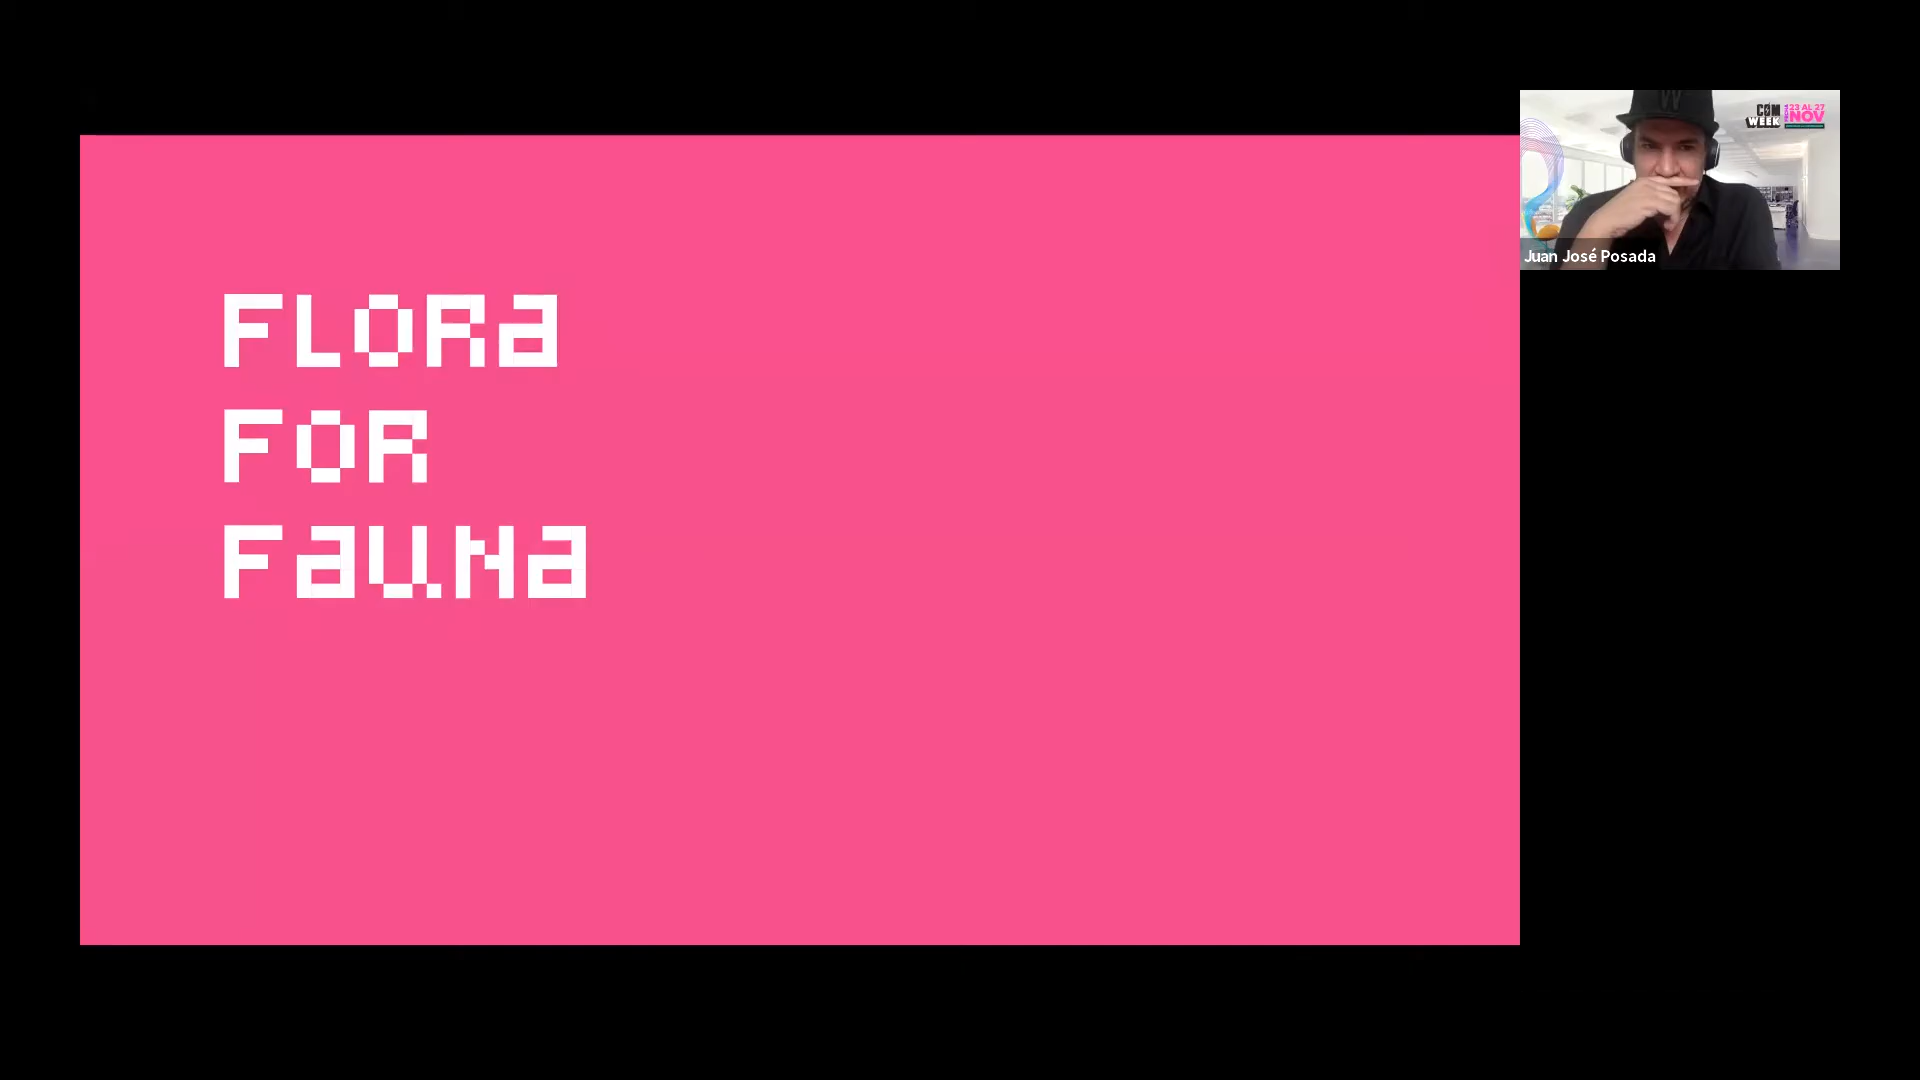 FLORa
FOR
FaUNa
COM
WEEK
23 AL 27
NOV
Juan José Posada